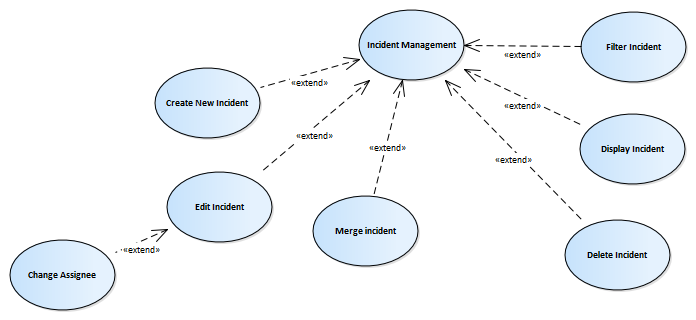 Incident Management
Filter Incident
«extend»
Create New Incident
«extend»
«extend»
«extend»
Display Incident
«extend»
«extend»
«extend»
Edit Incident
Merge incident
«extend»
Delete Incident
Change Assignee